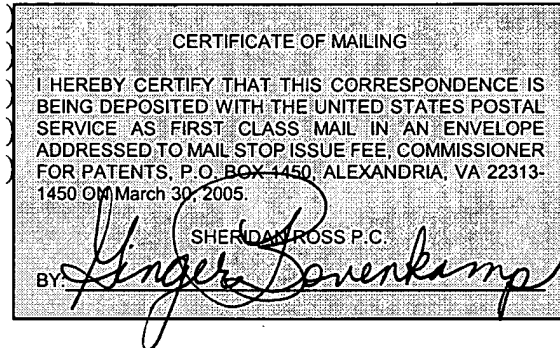 CERTIFICATE OF MAILING
I HEREBY CERTIFY THAT THIS CORRESPONDENCE IS
BEING DEPOSITED WITH THE UNITED STATES POSTAL
SERVICE AS FIRST CLASS MAIL IN AN ENVELOPE
ADDRESSED TO MAIL STOP ISSUE FEE, COMMISSIONER
FOR PATENTS, P.O. BOX 1450, ALEXANDRIA, VA 22313-
1450 ON March 30, 2005.
SHERIDAN ROSS P.C.
BY: Ginger Bovenkamp